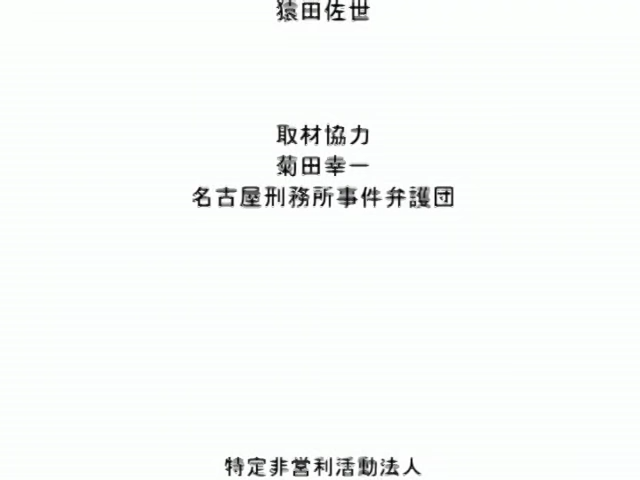 猿田佐世
取材協力
菊田幸一
名古屋刑務所事件弁護団
特定非営利活動法人